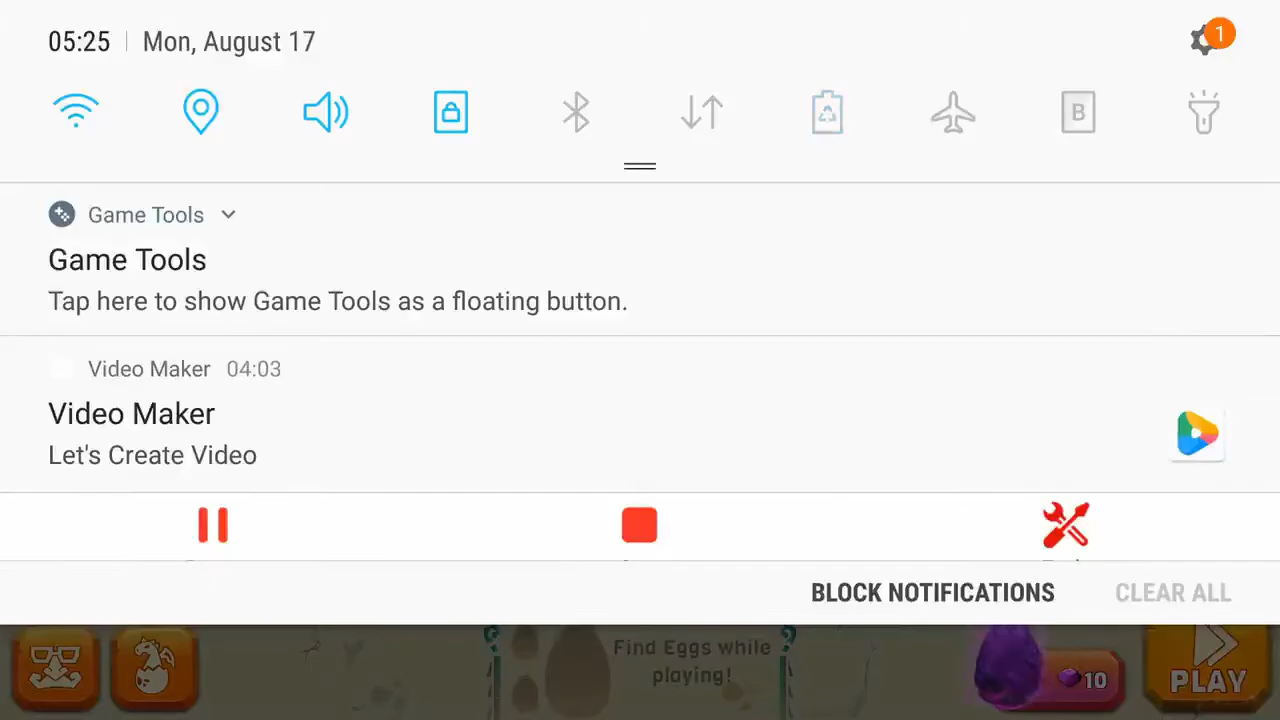 05:25 | Mon, August 17
1
B
Game Tools
Game Tools
Tap here to show Game Tools as a floating button.
Video Maker 04:03
Video Maker
Let's Create Video
BLOCK NOTIFICATIONS
CLEAR ALL
Find Eggs while
playing!
10
PLAY